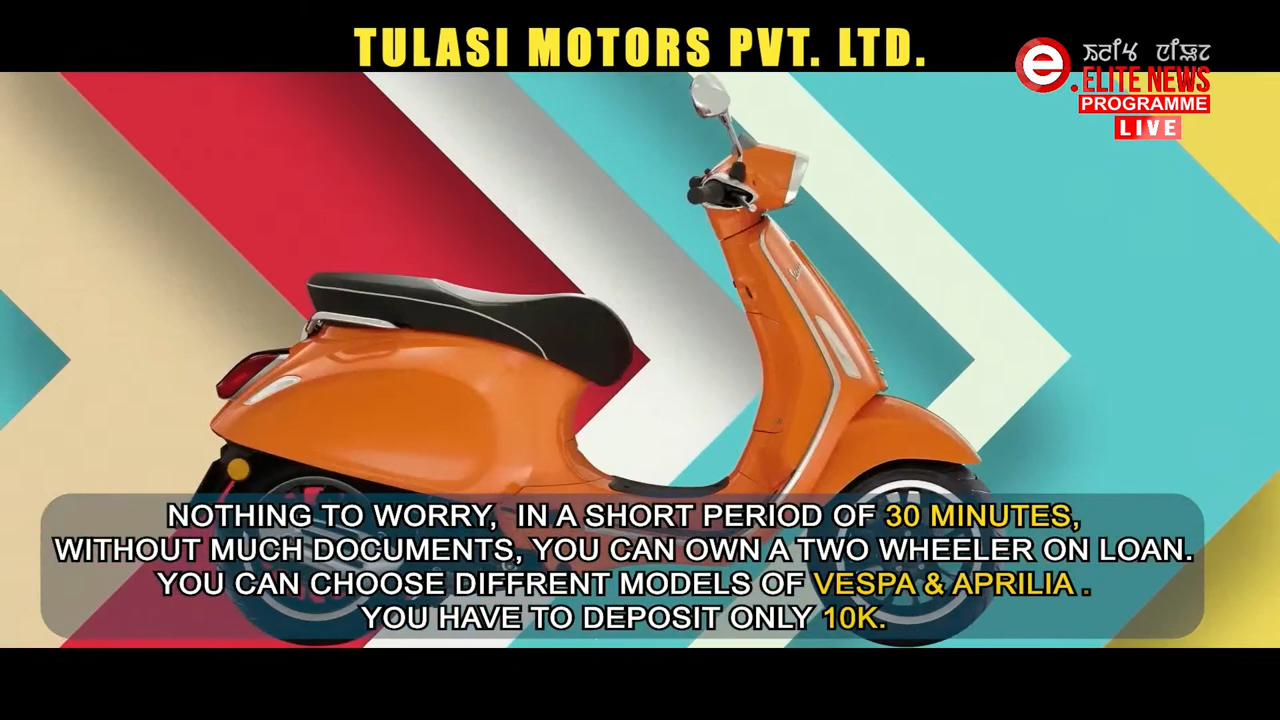 TULASI MOTORS PVT. LTD.
e
.ELITE NEWS
PROGRAMME
LIVE
Vespa
NOTHING TO WORRY, IN A SHORT PERIOD OF 30 MINUTES,
WITHOUT MUCH DOCUMENTS, YOU CAN OWN A TWO WHEELER ON LOAN.
YOU CAN CHOOSE DIFFRENT MODELS OF VESPA & APRILIA .
YOU HAVE TO DEPOSIT ONLY 10K.